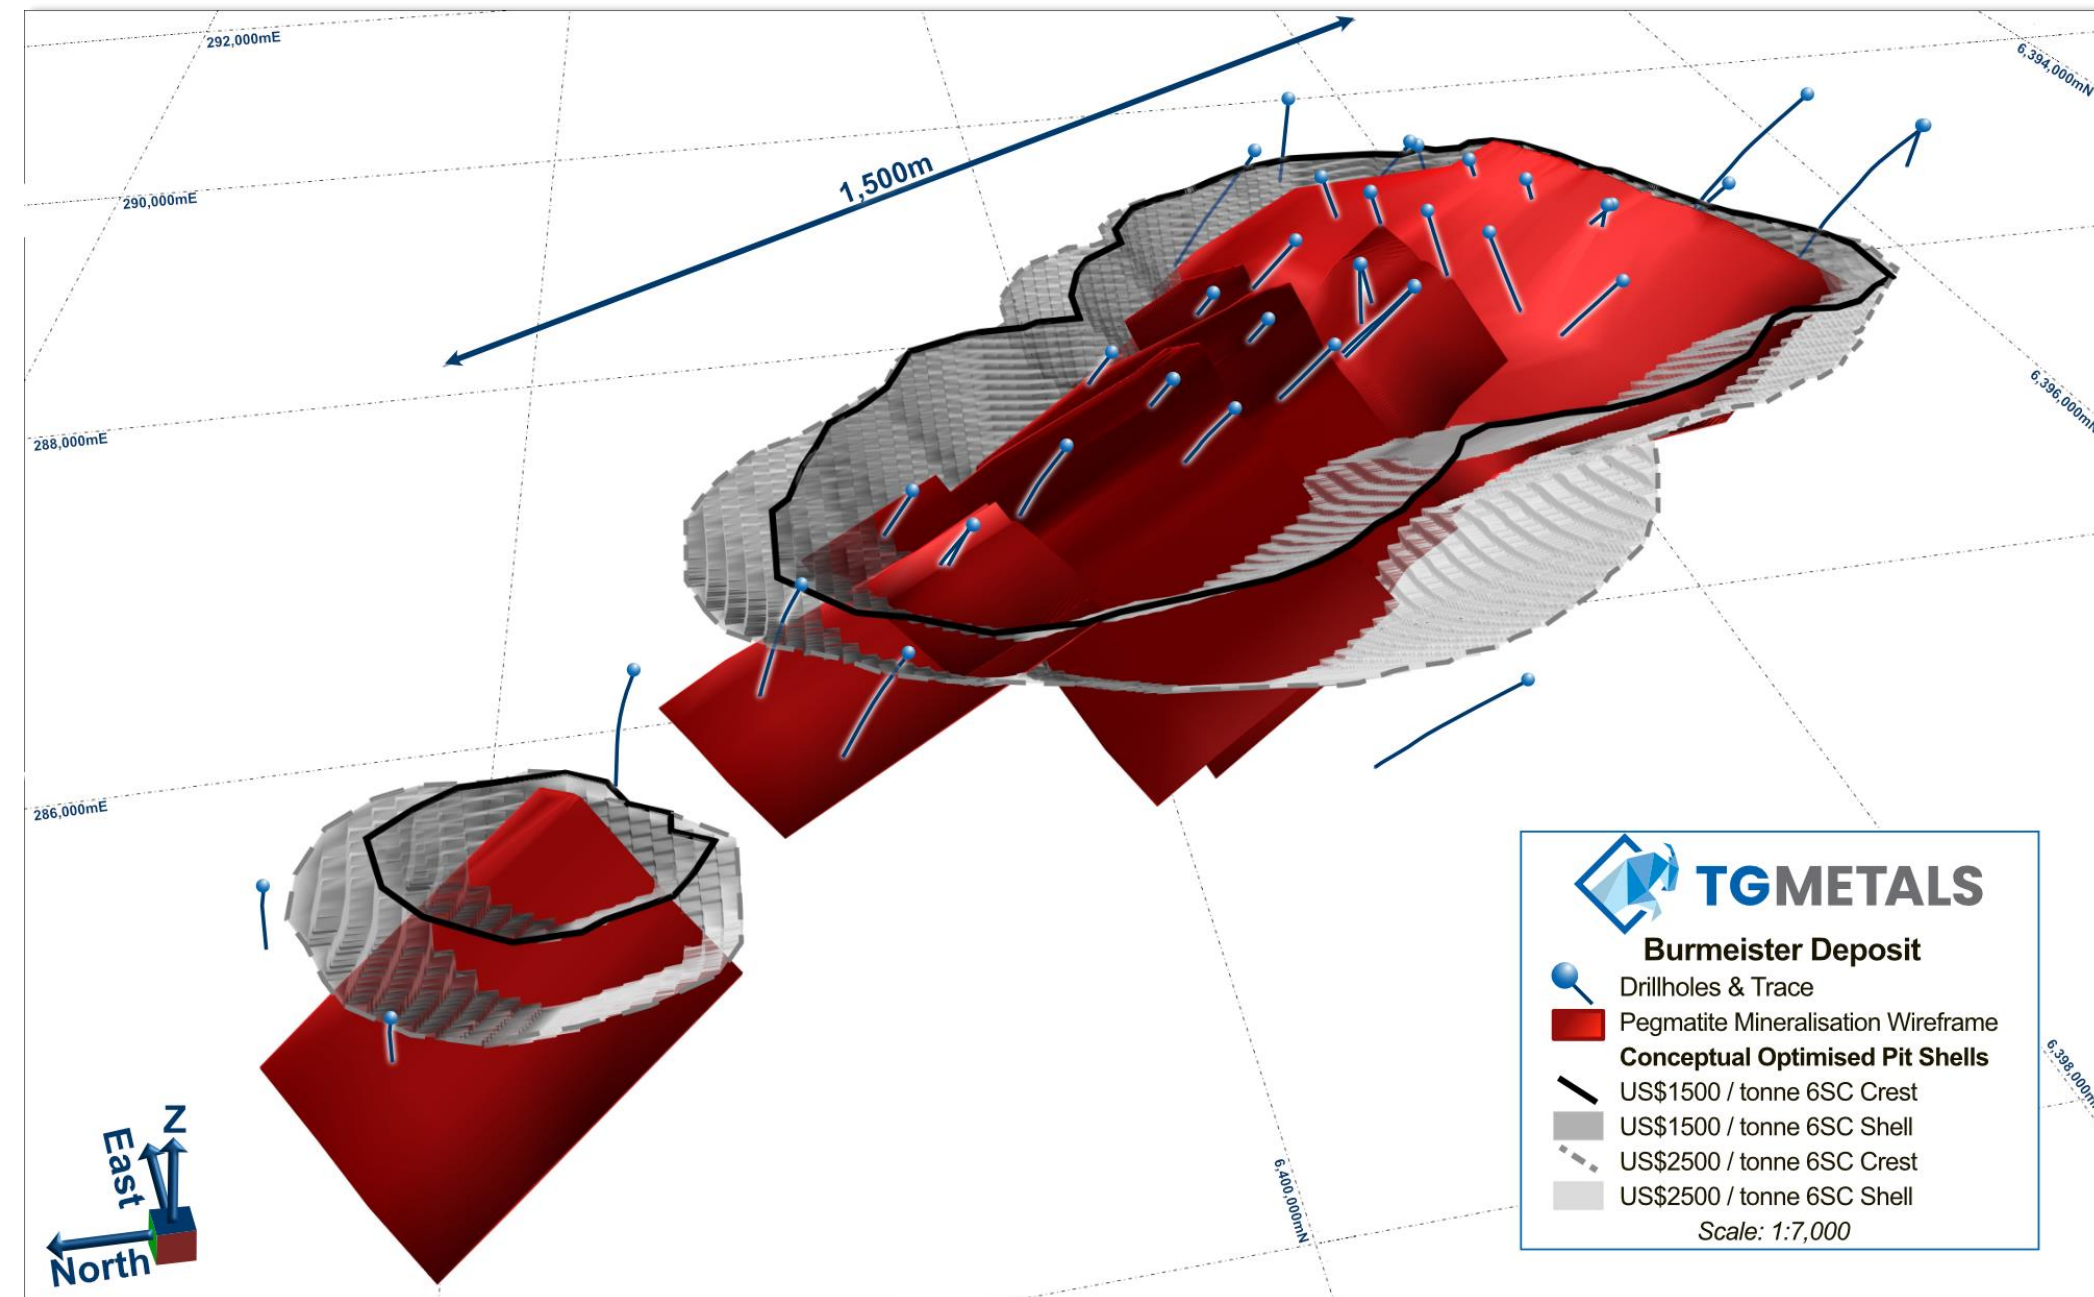 292,000mE
6,394,000mN
1,500m
290,000mE
6,396,000mN
288,000mE
286,000mE
TGMETALS
Burmeister Deposit
Drillholes & Trace
Pegmatite Mineralisation Wireframe
Conceptual Optimised Pit Shells
US$1500 / tonne 6SC Crest
US$1500 / tonne 6SC Shell
US$2500 / tonne 6SC Crest
US$2500 / tonne 6SC Shell
Scale: 1:7,000
6,398,000m
6,400,000mN
Z
East
North